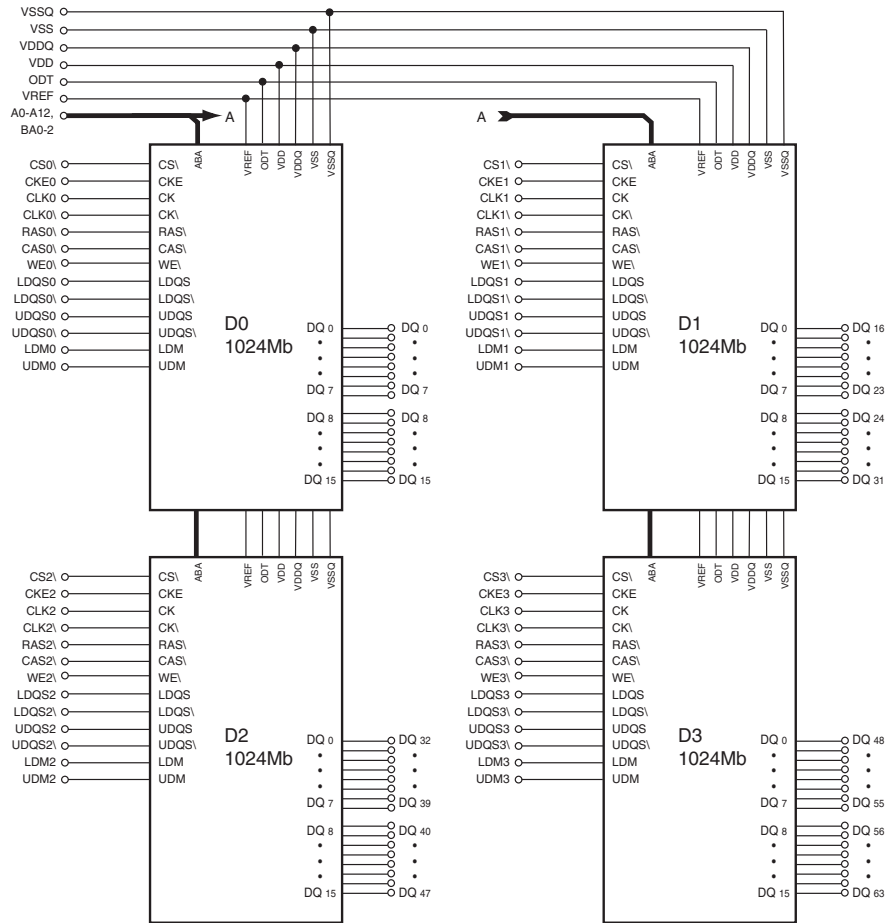 VSSQ
VSS
VDDQ
VDD
ODT
VREF
A0-A12,
BA0-2
A
A
ABA
VREF
ODT
VDD
VDDQ
VSS
VSSQ
CS0\ CS\
CKE0 CKE
CLK0 CK
CLK0\ CK\
RAS0\ RAS\
CAS0\ CAS\
WE0\ WE\
LDQS0 LDQS
LDQS0\ LDQS\
UDQS0 UDQS
UDQS0\ UDQS\
LDM0 LDM
UDM0 UDM
D0
1024Mb
DQ 0 DQ 0
DQ 7 DQ 7
DQ 8 DQ 8
DQ 15 DQ 15
ABA
VREF
ODT
VDD
VDDQ
VSS
VSSQ
CS1\ CS\
CKE1 CKE
CLK1 CK
CLK1\ CK\
RAS1\ RAS\
CAS1\ CAS\
WE1\ WE\
LDQS1 LDQS
LDQS1\ LDQS\
UDQS1 UDQS
UDQS1\ UDQS\
LDM1 LDM
UDM1 UDM
D1
1024Mb
DQ 0 DQ 16
DQ 7 DQ 23
DQ 8 DQ 24
DQ 15 DQ 31
ABA
VREF
ODT
VDD
VDDQ
VSS
VSSQ
CS2\ CS\
CKE2 CKE
CLK2 CK
CLK2\ CK\
RAS2\ RAS\
CAS2\ CAS\
WE2\ WE\
LDQS2 LDQS
LDQS2\ LDQS\
UDQS2 UDQS
UDQS2\ UDQS\
LDM2 LDM
UDM2 UDM
D2
1024Mb
DQ 0 DQ 32
DQ 7 DQ 39
DQ 8 DQ 40
DQ 15 DQ 47
ABA
VREF
ODT
VDD
VDDQ
VSS
VSSQ
CS3\ CS\
CKE3 CKE
CLK3 CK
CLK3\ CK\
RAS3\ RAS\
CAS3\ CAS\
WE3\ WE\
LDQS3 LDQS
LDQS3\ LDQS\
UDQS3 UDQS
UDQS3\ UDQS\
LDM3 LDM
UDM3 UDM
D3
1024Mb
DQ 0 DQ 48
DQ 7 DQ 55
DQ 8 DQ 56
DQ 15 DQ 63